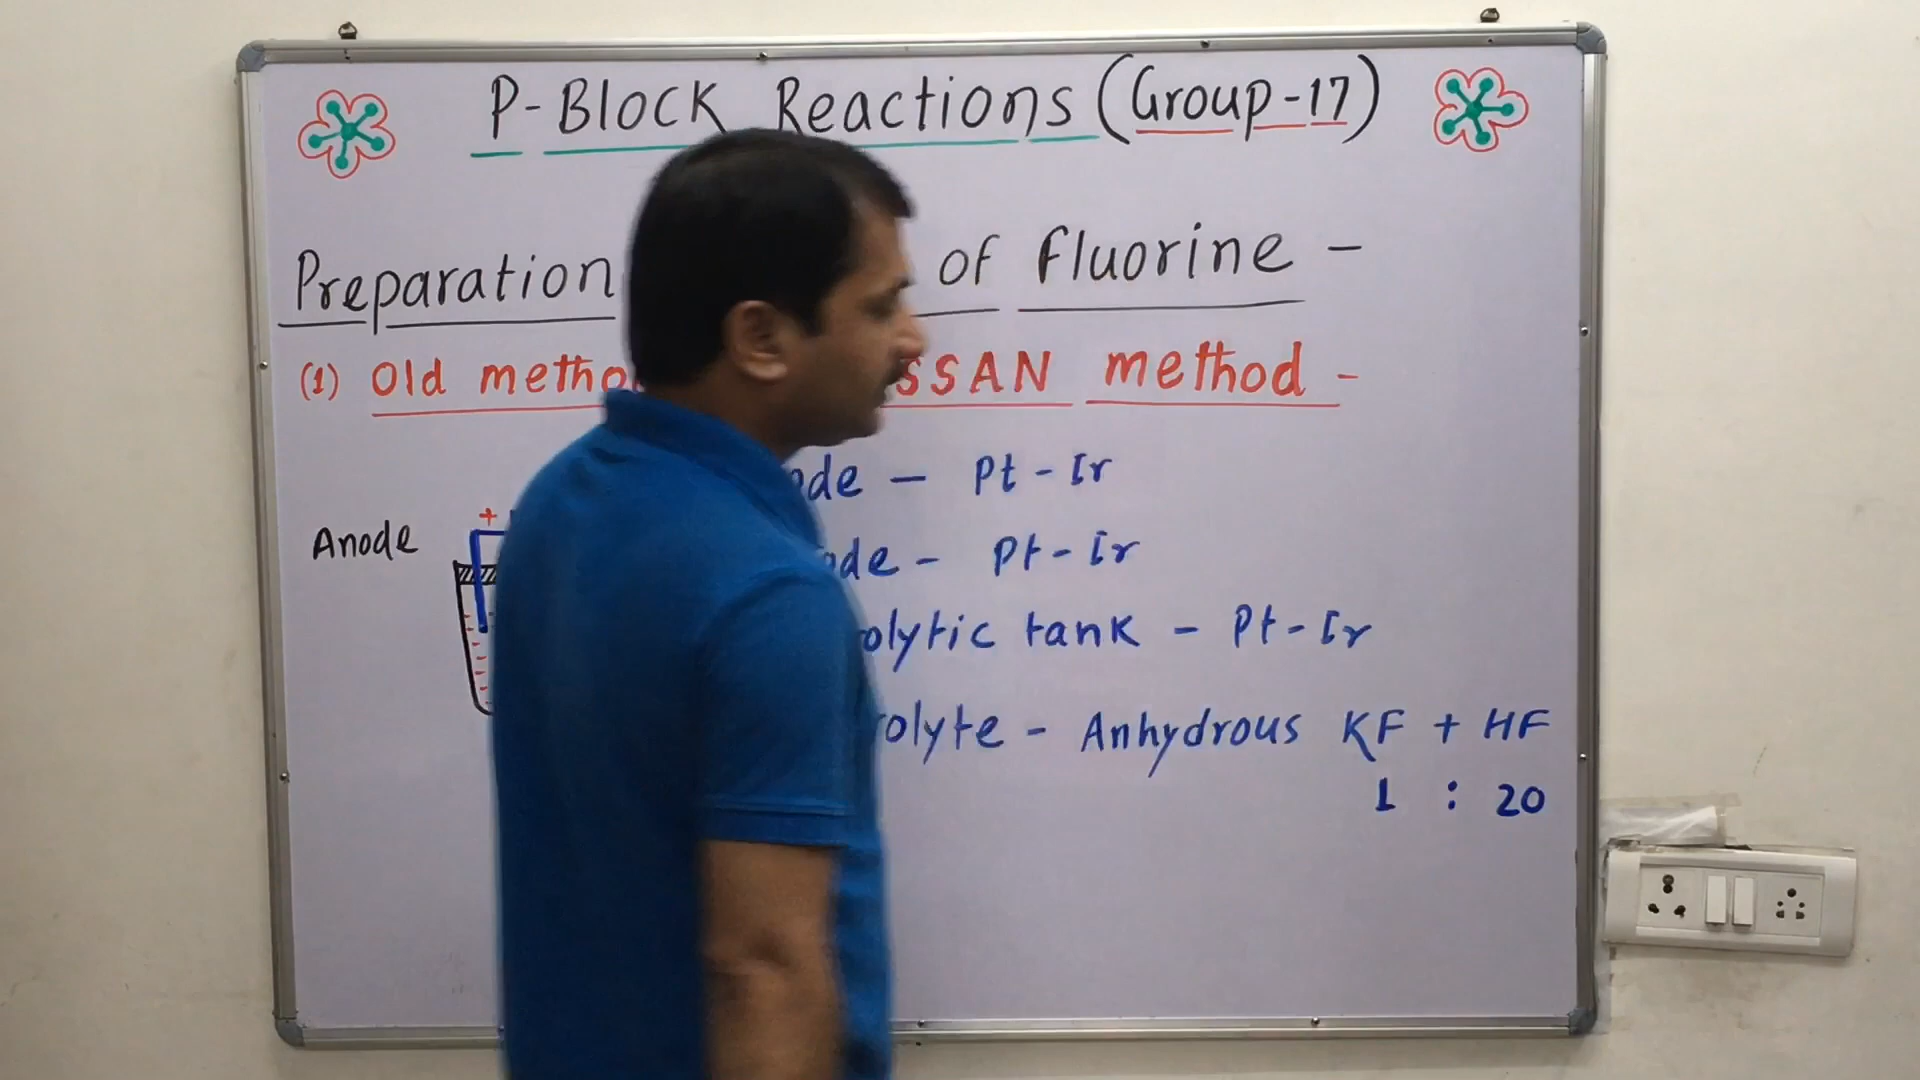 P-Block Reactions (Group-17)
Preparation of Fluorine -
(1) Old method SSAN method -
ode - Pt-Ir
Anode +
ode - Pt-Ir
olytic tank - Pt-Ir
rolyte - Anhydrous KF + HF
1 : 20